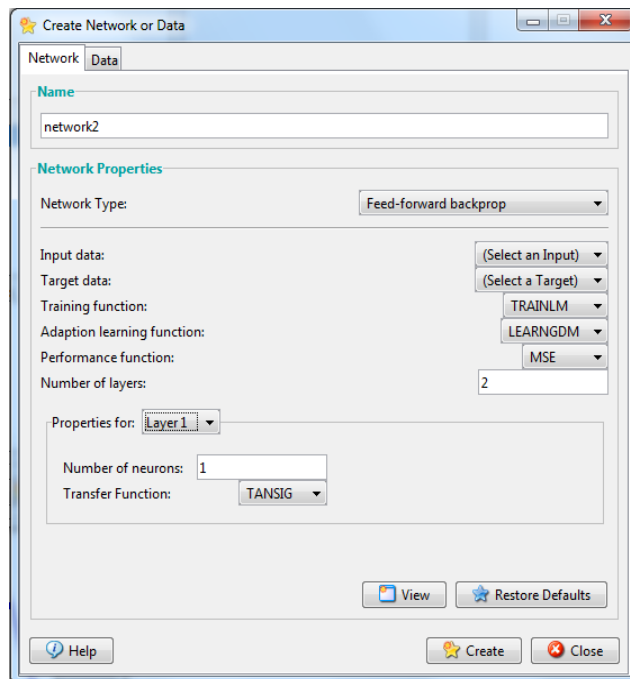 Create Network or Data
Network Data
Name
network2
Network Properties
Network Type: Feed-forward backprop
Input data: (Select an Input)
Target data: (Select a Target)
Training function: TRAINLM
Adaption learning function: LEARNGDM
Performance function: MSE
Number of layers: 2
Properties for: Layer 1
Number of neurons: 1
Transfer Function: TANSIG
View Restore Defaults
Help Create Close